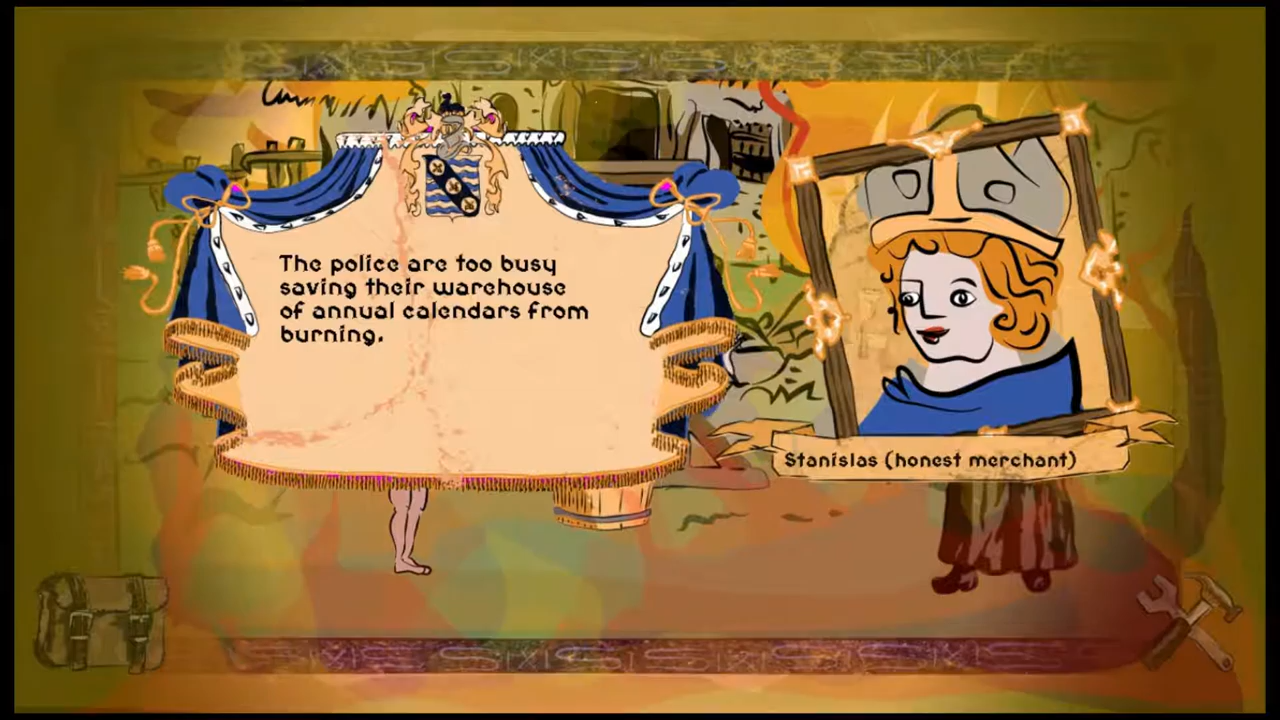 The police are too busy
saving their warehouse
of annual calendars from
burning.
Stanislas (honest merchant)